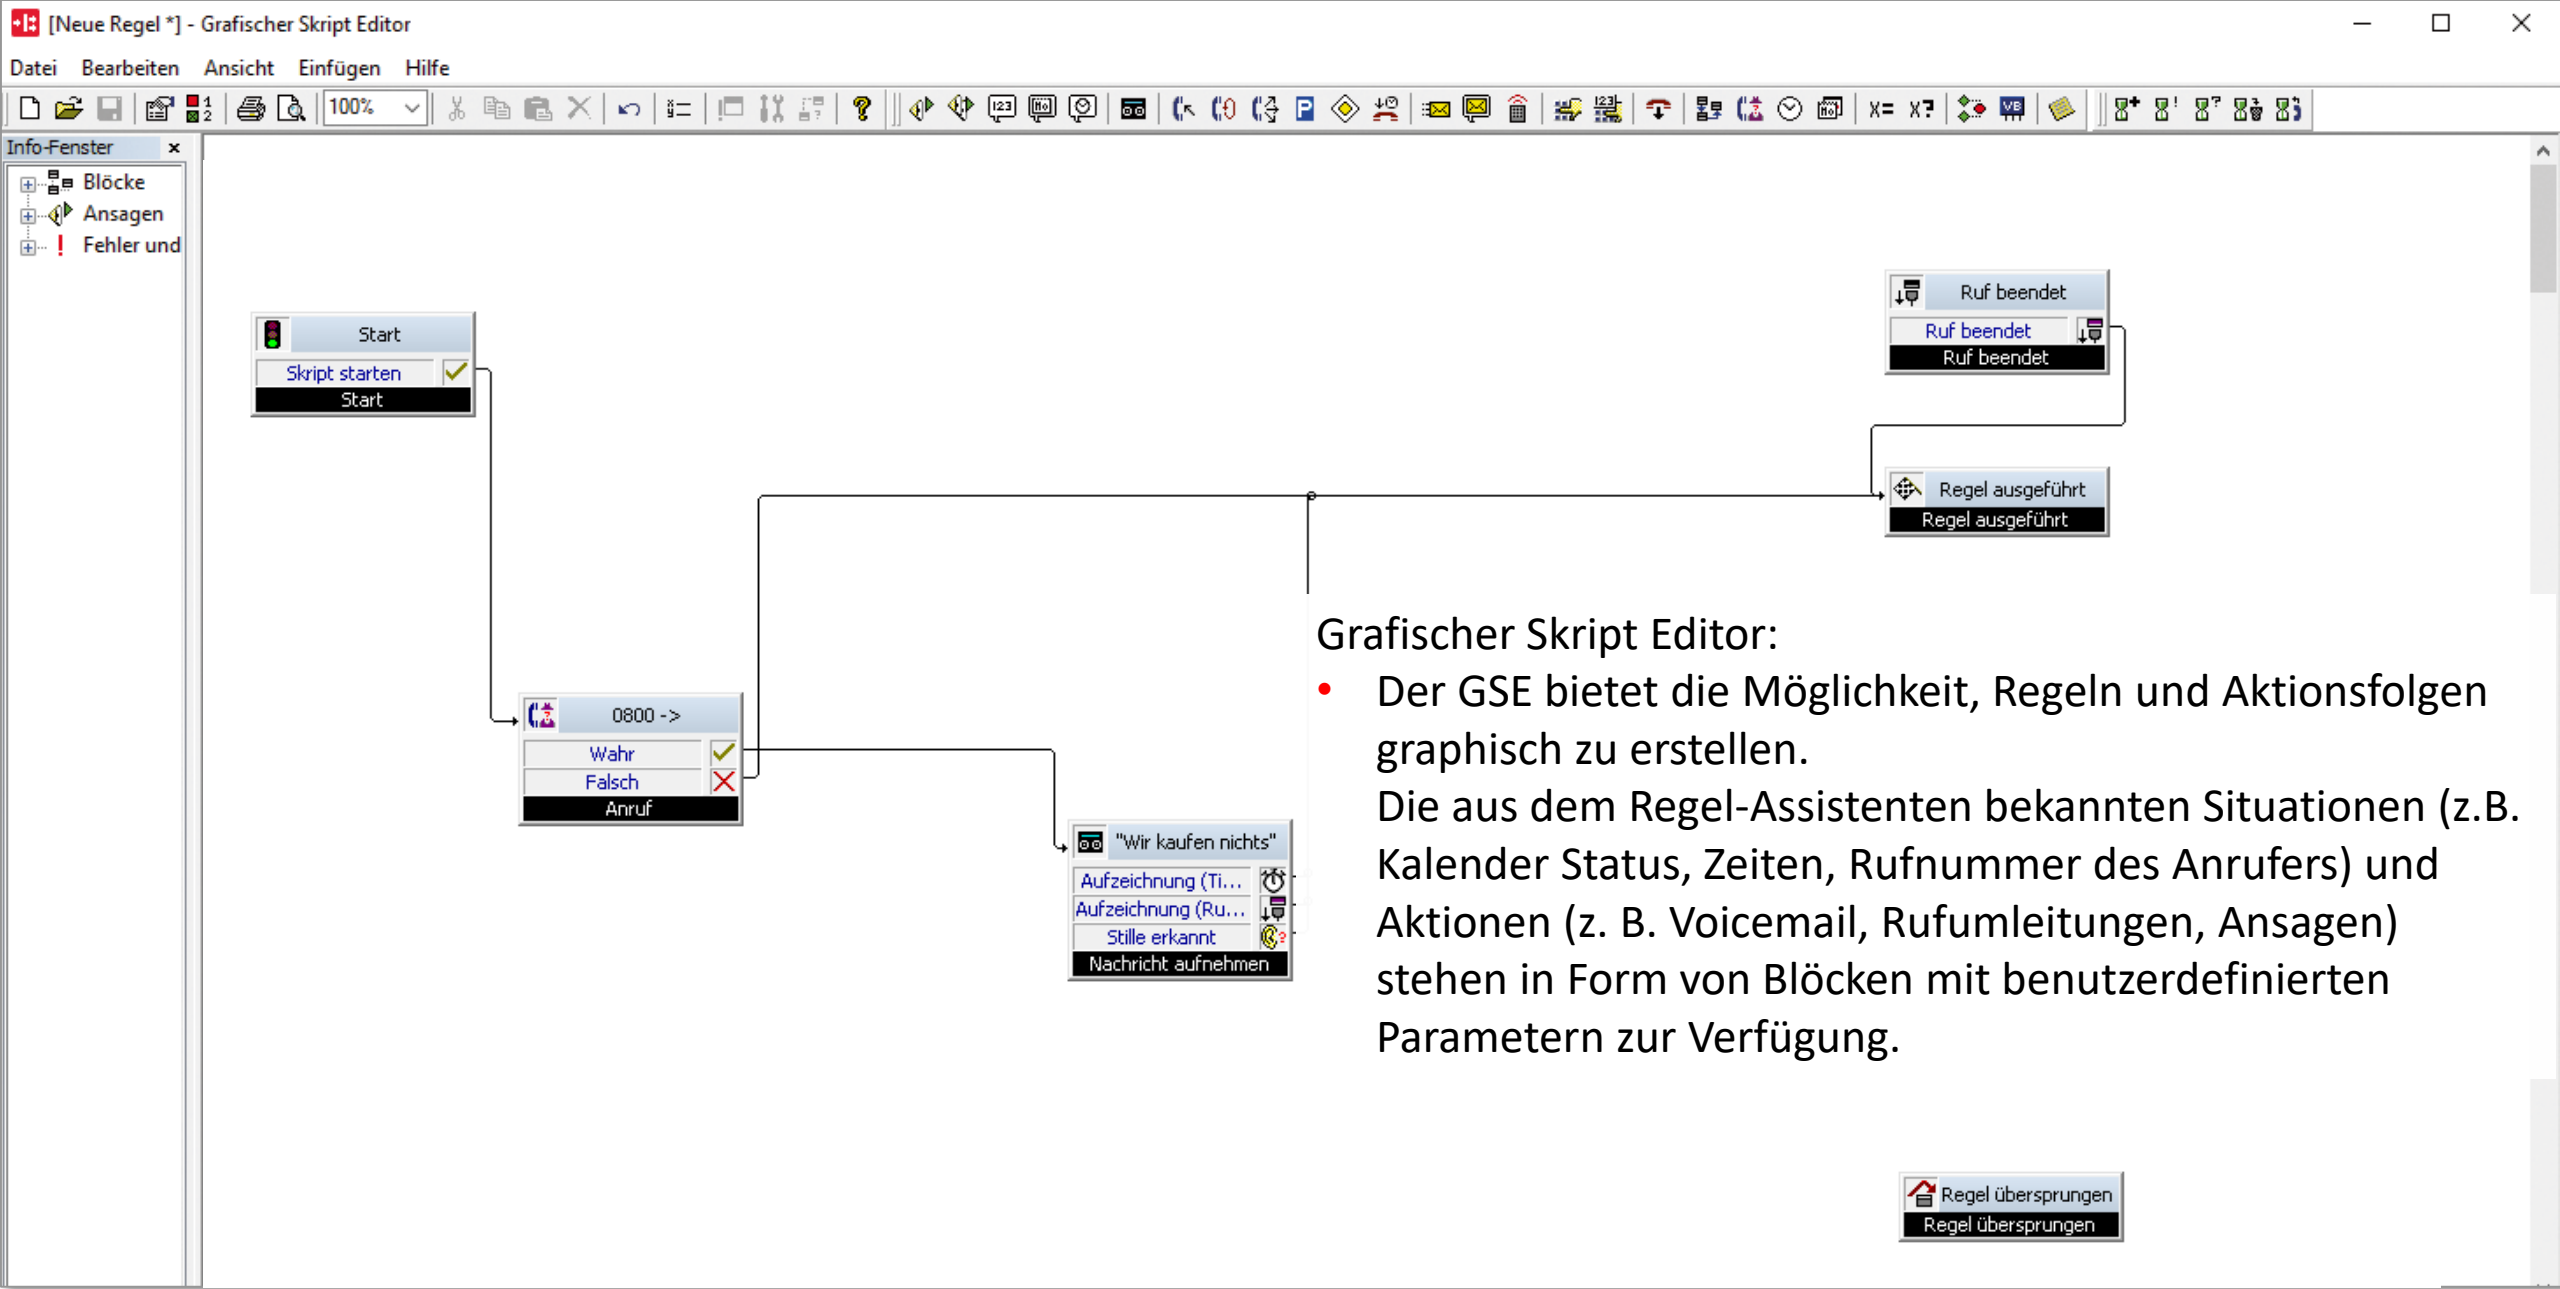 [Neue Regel *] - Grafischer Skript Editor
Datei Bearbeiten Ansicht Einfügen Hilfe
100%
Info-Fenster
Blöcke
Ansagen
Fehler und
Start
Skript starten
Start
Ruf beendet
Ruf beendet
Ruf beendet
Regel ausgeführt
Regel ausgeführt
0800 ->
Wahr
Falsch
Anruf
"Wir kaufen nichts"
Aufzeichnung (Ti...
Aufzeichnung (Ru...
Stille erkannt
Nachricht aufnehmen
Grafischer Skript Editor:
• Der GSE bietet die Möglichkeit, Regeln und Aktionsfolgen
graphisch zu erstellen.
Die aus dem Regel-Assistenten bekannten Situationen (z.B.
Kalender Status, Zeiten, Rufnummer des Anrufers) und
Aktionen (z. B. Voicemail, Rufumleitungen, Ansagen)
stehen in Form von Blöcken mit benutzerdefinierten
Parametern zur Verfügung.
Regel übersprungen
Regel übersprungen